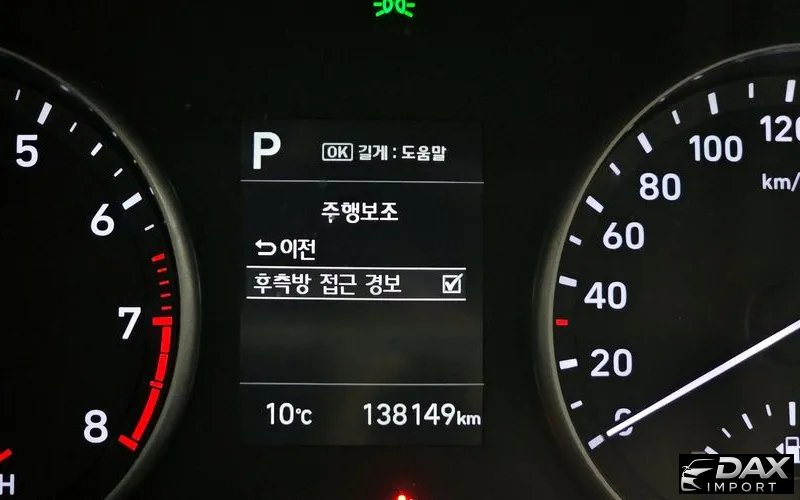 P
OK 길게 : 도움말
주행보조
이전
후측방 접근 경보
10℃
138149km
5
6
7
8
H
0
20
40
60
80
100
120
km/
DAX
IMPORT